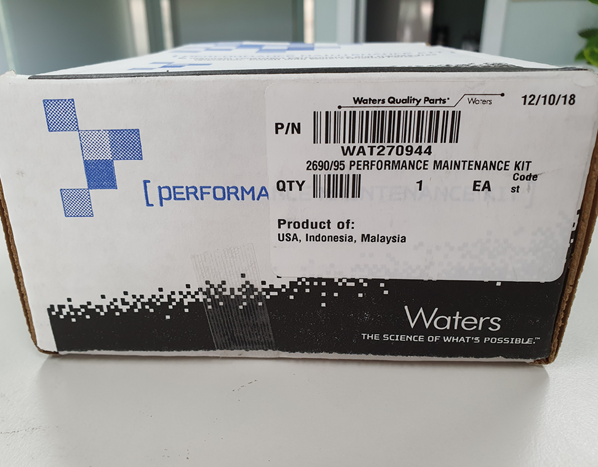 Waters Quality Parts® Waters 12/10/18
P/N
WAT270944
2690/95 PERFORMANCE MAINTENANCE KIT
QTY 1 EA Code st
Product of:
USA, Indonesia, Malaysia
[PERFORMA
Waters
THE SCIENCE OF WHAT'S POSSIBLE.™